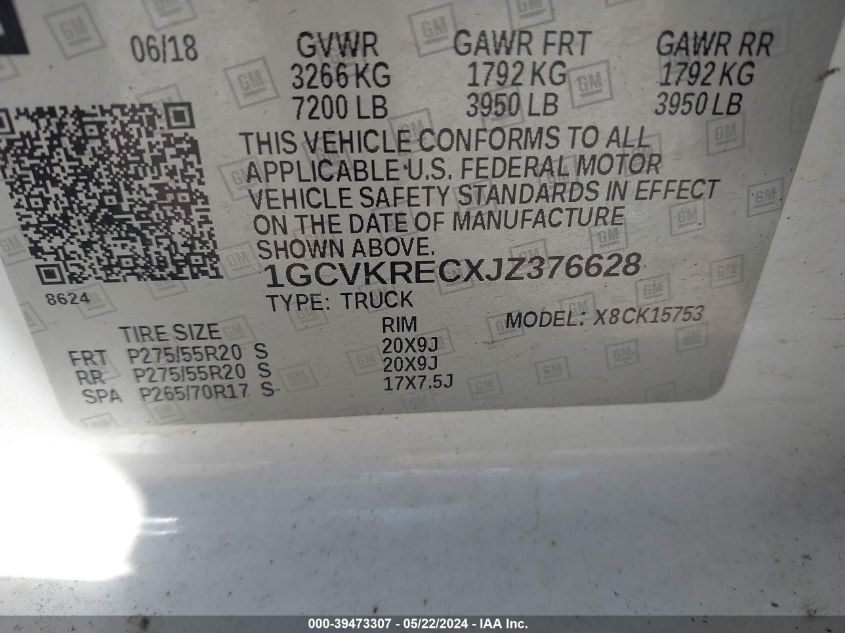 06/18 GVWR GAWR FRT GAWR RR
3266 KG 1792 KG 1792 KG
7200 LB 3950 LB 3950 LB
THIS VEHICLE CONFORMS TO ALL
APPLICABLE U.S. FEDERAL MOTOR
VEHICLE SAFETY STANDARDS IN EFFECT
ON THE DATE OF MANUFACTURE
SHOWN ABOVE.
1GCVKRECXJZ376628
8624
TYPE: TRUCK
MODEL: X8CK15753
TIRE SIZE RIM
FRT P275/55R20 S 20X9J
RR P275/55R20 S 20X9J
SPA P265/70R17 S 17X7.5J
000-39473307 - 05/22/2024 - IAA Inc.